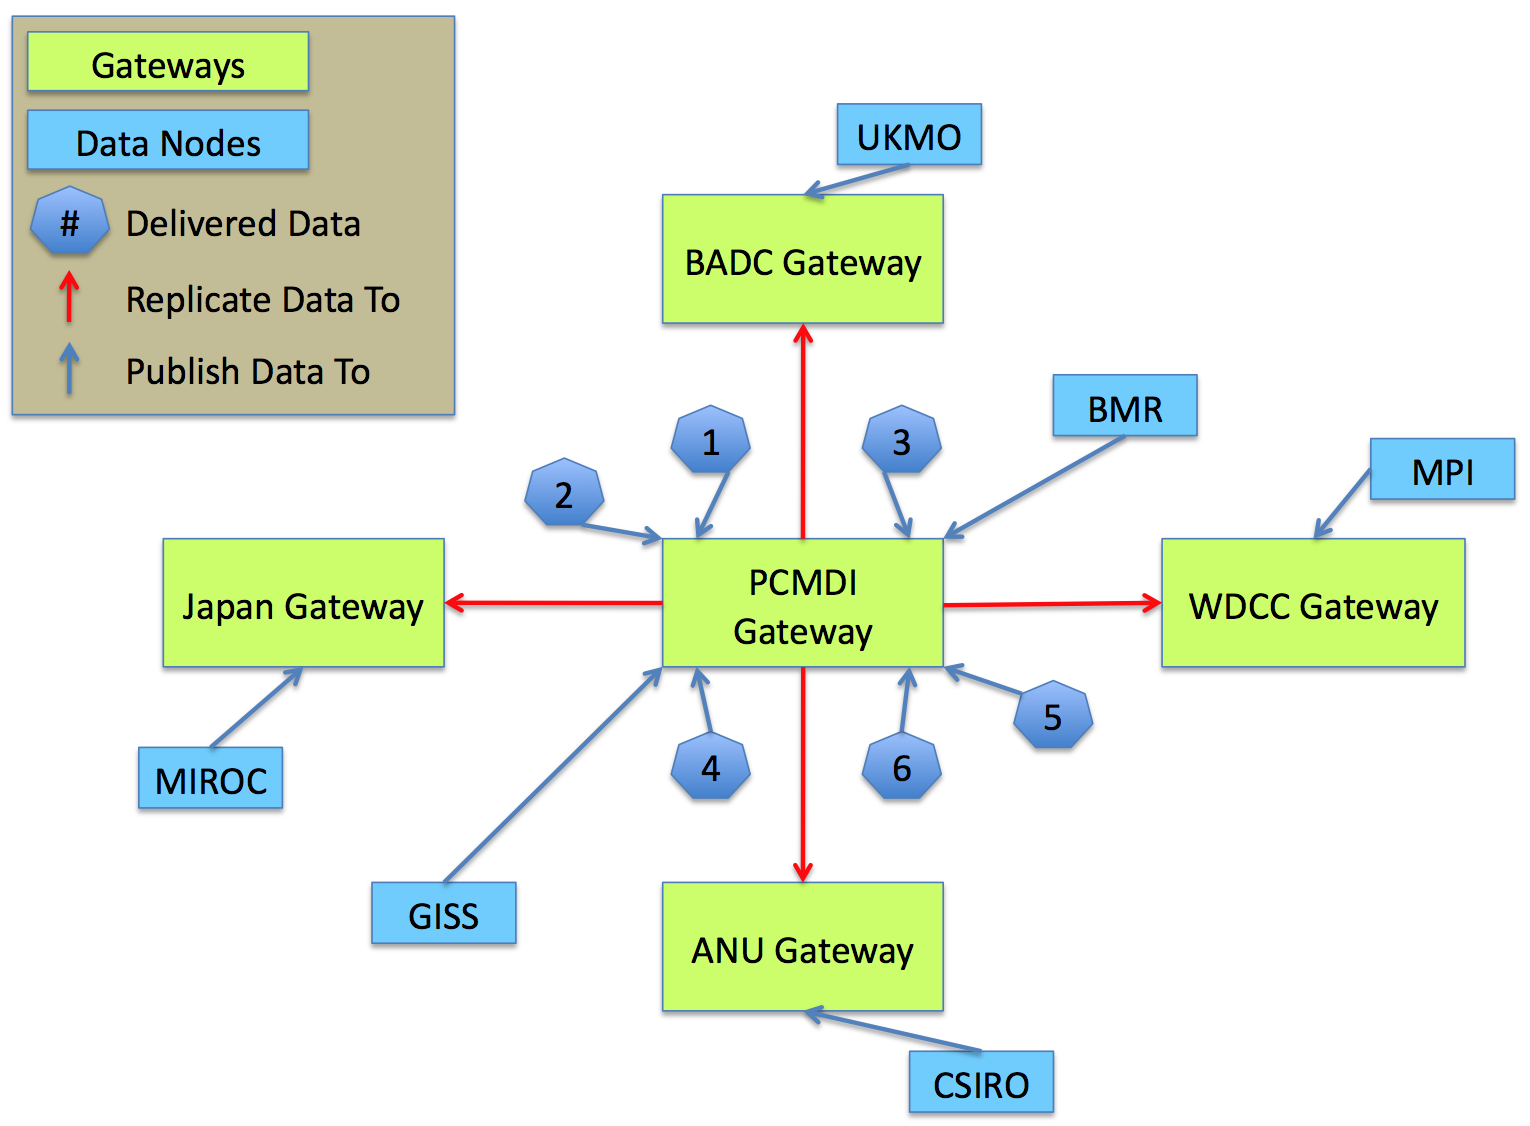 Gateways
Data Nodes
# Delivered Data
Replicate Data To
Publish Data To
UKMO
BADC Gateway
BMR
1
3
2
MPI
Japan Gateway
PCMDI
Gateway
WDCC Gateway
5
4
6
MIROC
GISS
ANU Gateway
CSIRO